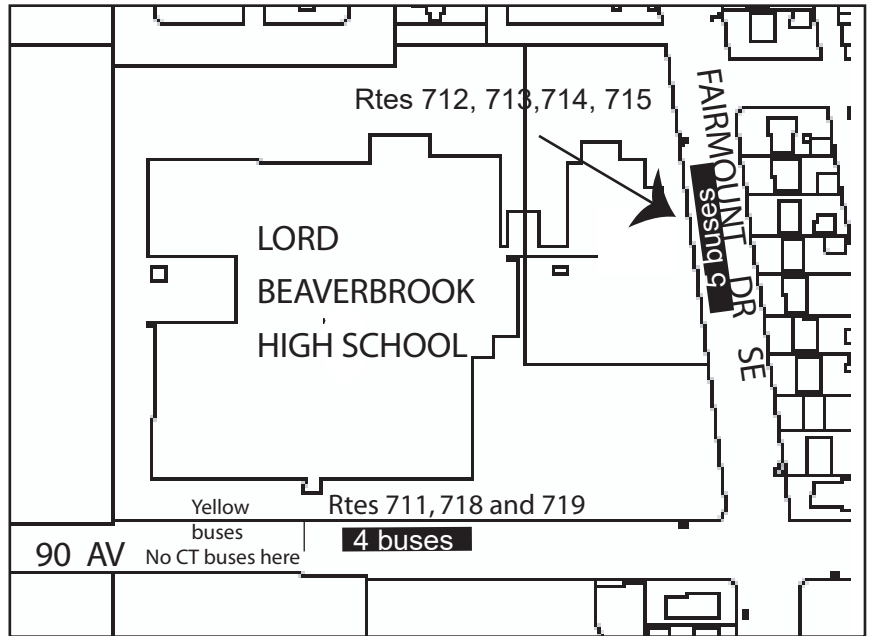 Rtes 712, 713,714, 715
FAIRMOUNT DR SE
5 buses
LORD
BEAVERBROOK
HIGH SCHOOL
Yellow
buses
No CT buses here
Rtes 711, 718 and 719
4 buses
90 AV